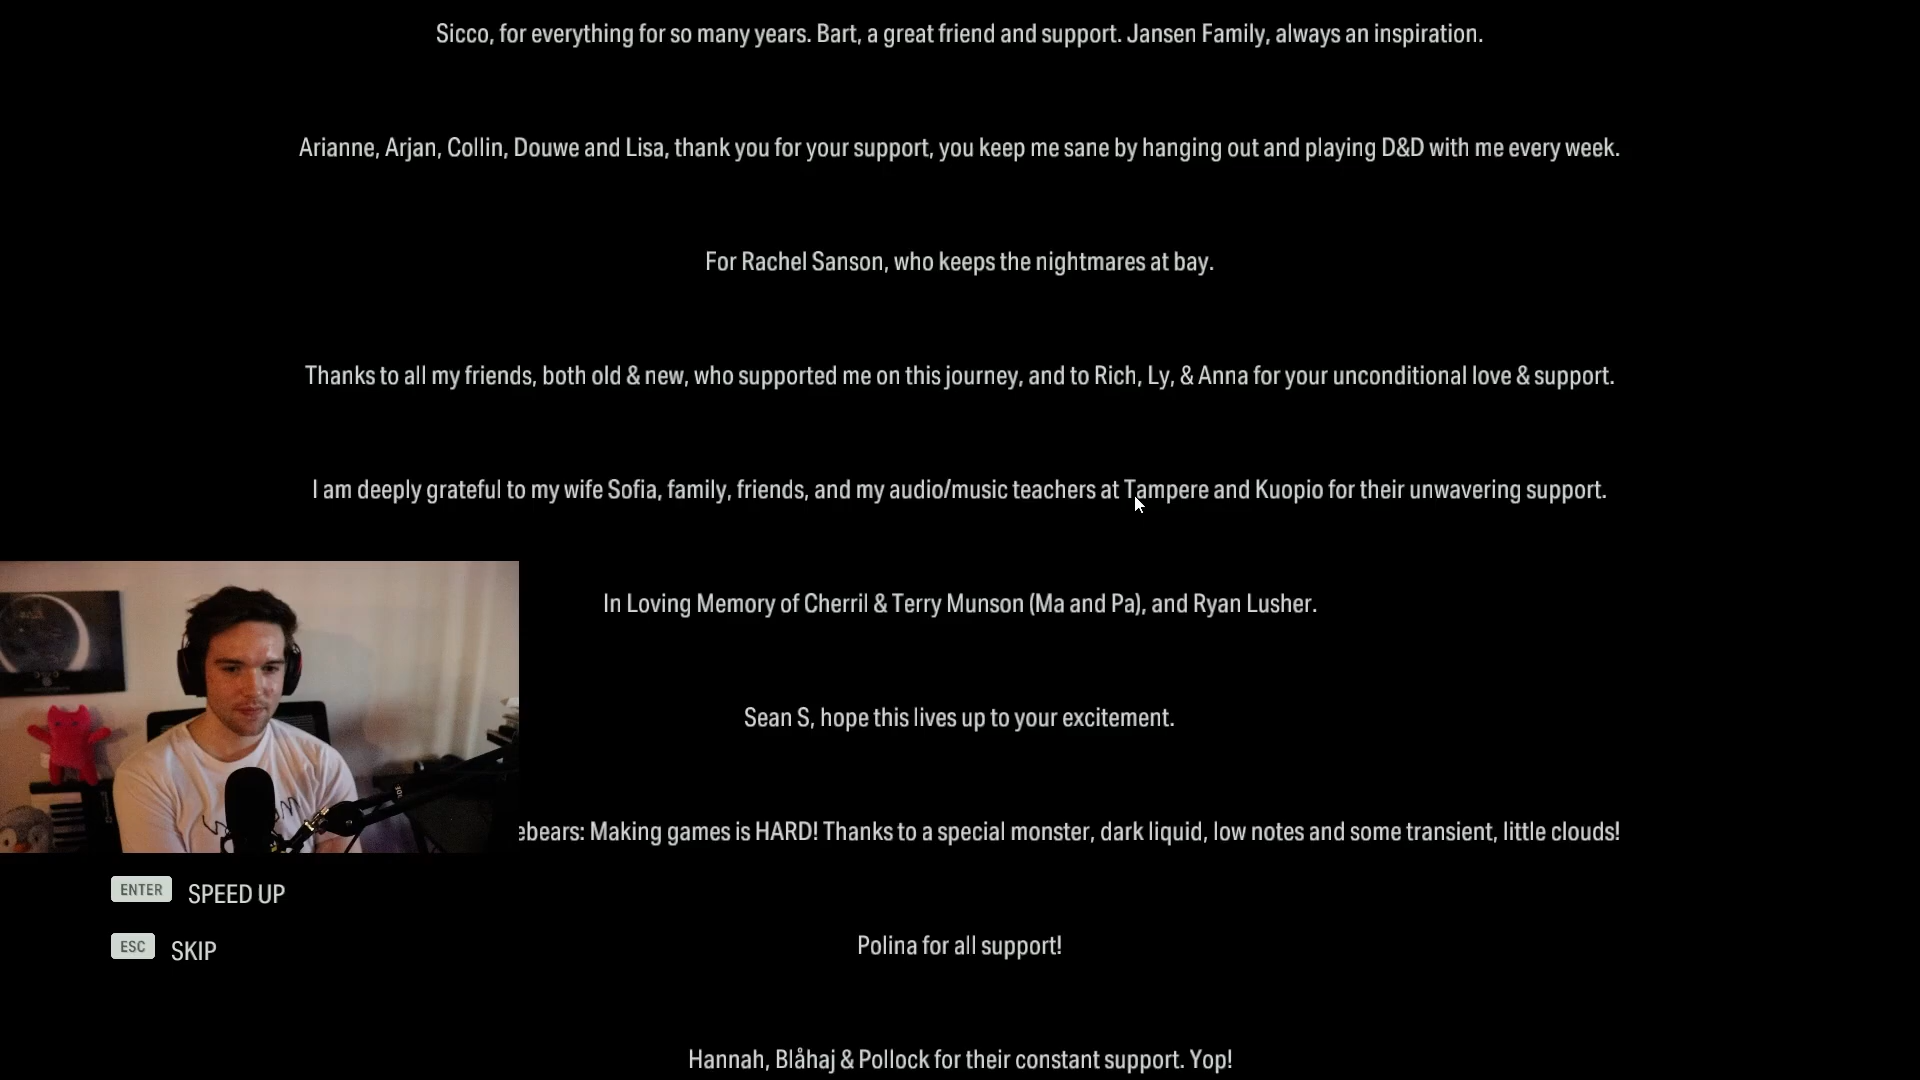 Sicco, for everything for so many years. Bart, a great friend and support. Jansen Family, always an inspiration.
Arianne, Arjan, Collin, Douwe and Lisa, thank you for your support, you keep me sane by hanging out and playing D&D with me every week.
For Rachel Sanson, who keeps the nightmares at bay.
Thanks to all my friends, both old & new, who supported me on this journey, and to Rich, Ly, & Anna for your unconditional love & support.
I am deeply grateful to my wife Sofia, family, friends, and my audio/music teachers at Tampere and Kuopio for their unwavering support.
In Loving Memory of Cherril & Terry Munson (Ma and Pa), and Ryan Lusher.
Sean S, hope this lives up to your excitement.
ebears: Making games is HARD! Thanks to a special monster, dark liquid, low notes and some transient, little clouds!
ENTER SPEED UP
Polina for all support!
ESC SKIP
Hannah, Blåhaj & Pollock for their constant support. Yop!